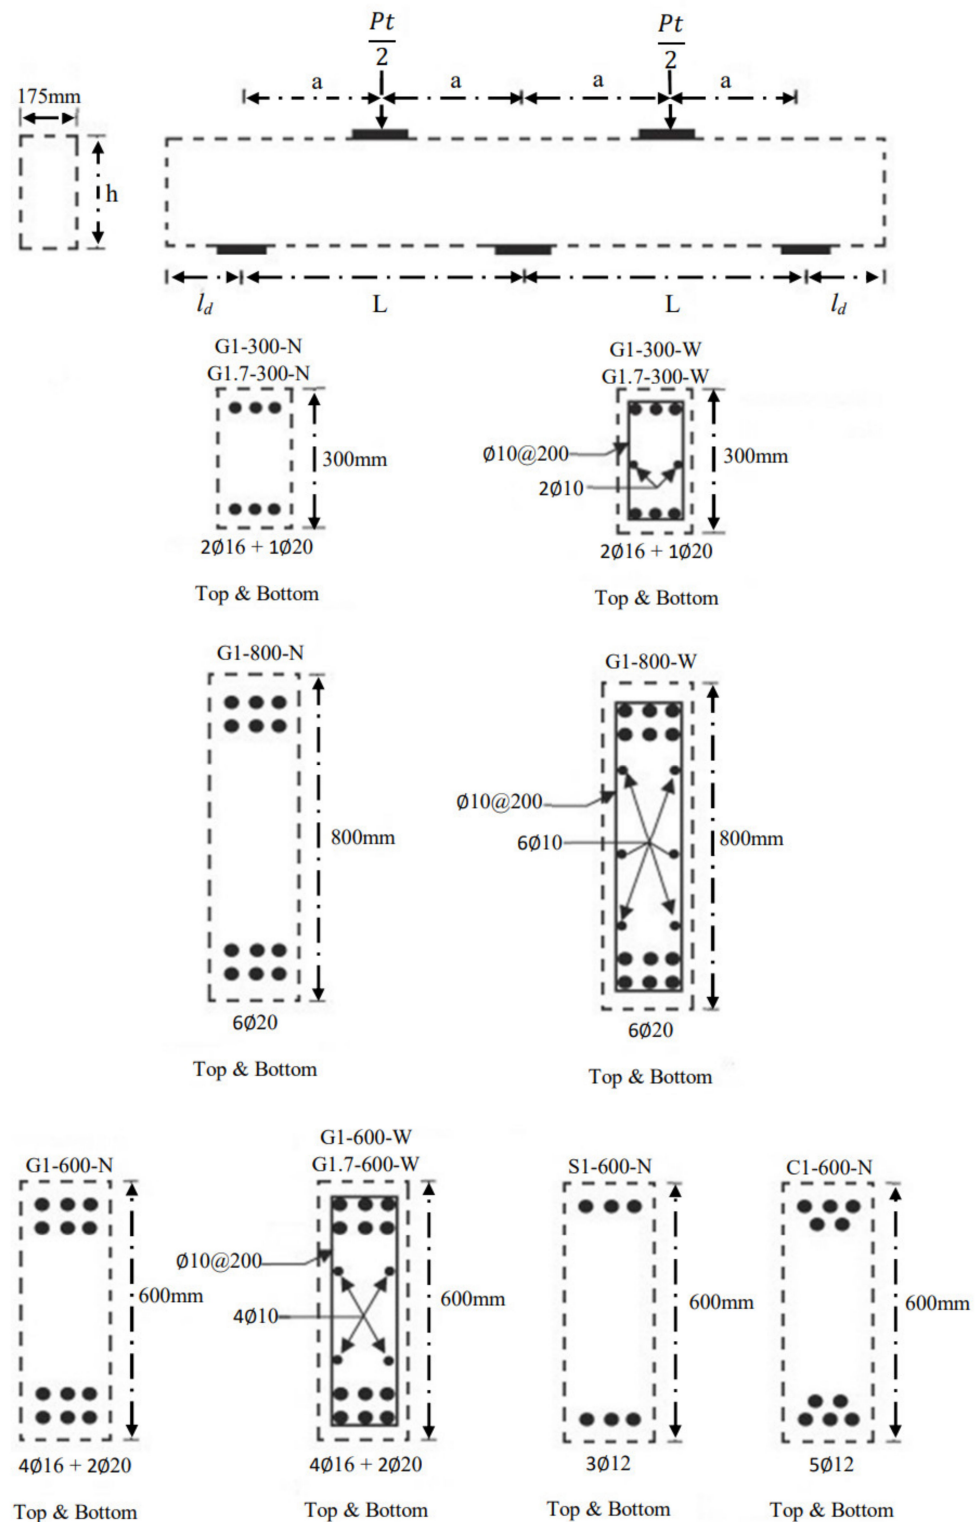 Pt
2
Pt
2
a a a a
175mm
h
l_d L L l_d
G1-300-N
G1.7-300-N
300mm
2Ø16 + 1Ø20
Top & Bottom
G1-300-W
G1.7-300-W
Ø10@200
2Ø10
300mm
2Ø16 + 1Ø20
Top & Bottom
G1-800-N
800mm
6Ø20
Top & Bottom
G1-800-W
Ø10@200
6Ø10
800mm
6Ø20
Top & Bottom
G1-600-N
600mm
4Ø16 + 2Ø20
Top & Bottom
G1-600-W
G1.7-600-W
Ø10@200
4Ø10
600mm
4Ø16 + 2Ø20
Top & Bottom
S1-600-N
600mm
3Ø12
Top & Bottom
C1-600-N
600mm
5Ø12
Top & Bottom